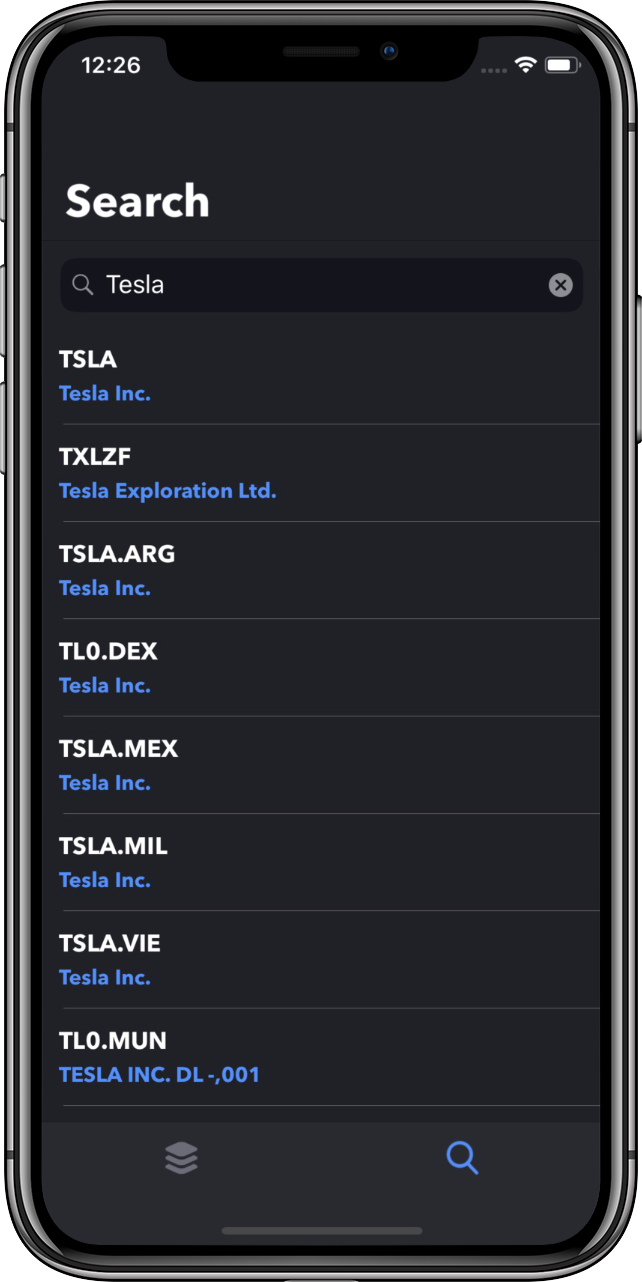 12:26
Search
Tesla
TSLA
Tesla Inc.
TXLZF
Tesla Exploration Ltd.
TSLA.ARG
Tesla Inc.
TL0.DEX
Tesla Inc.
TSLA.MEX
Tesla Inc.
TSLA.MIL
Tesla Inc.
TSLA.VIE
Tesla Inc.
TL0.MUN
TESLA INC. DL -,001